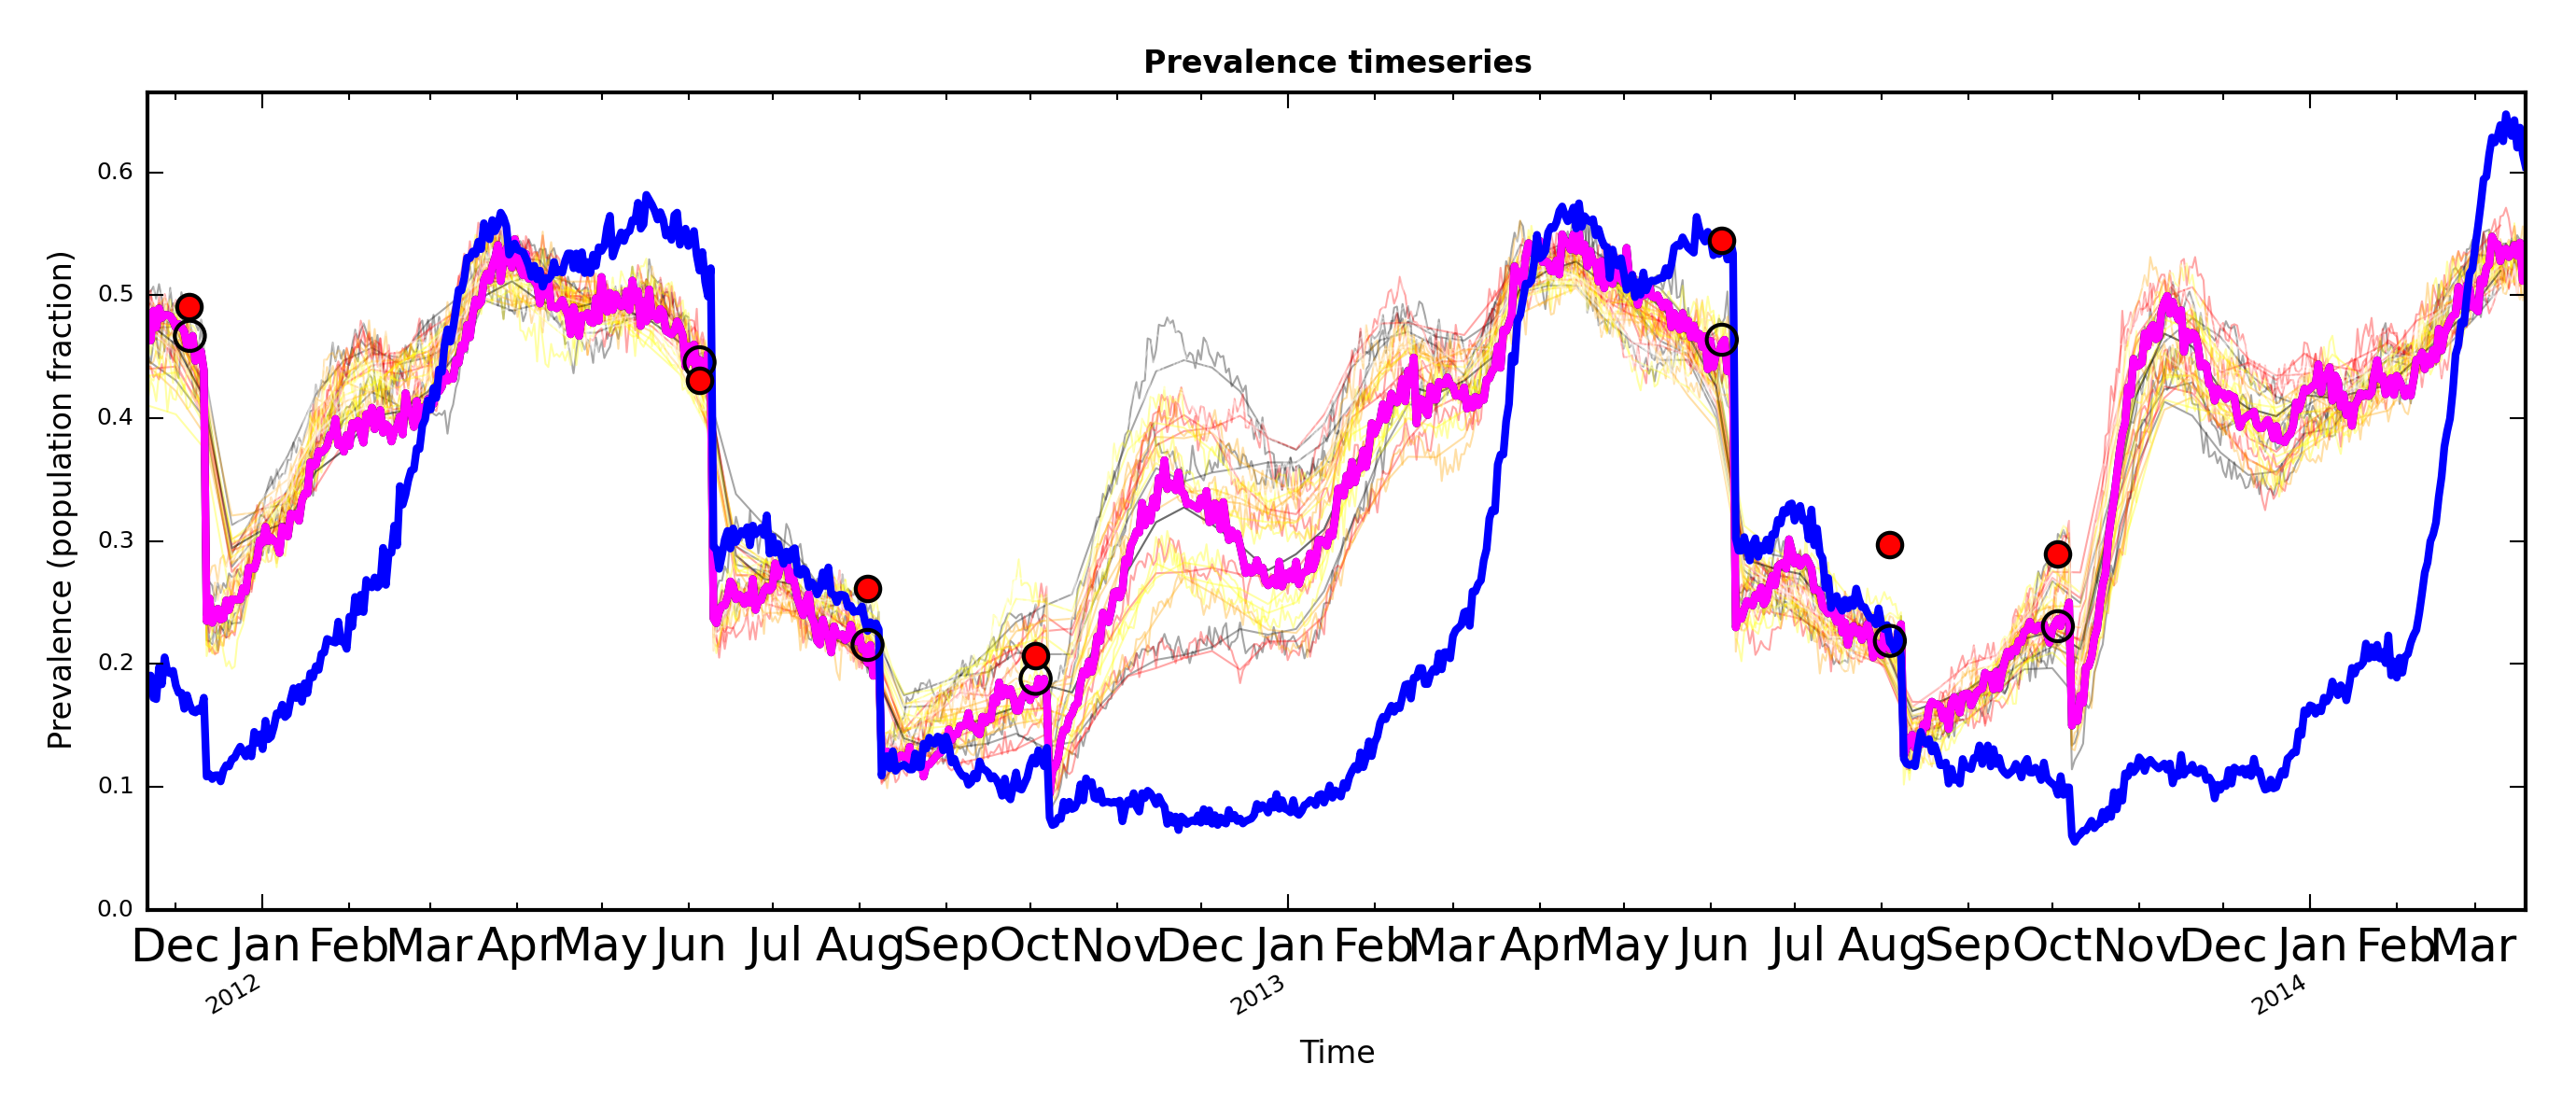 Prevalence timeseries
Prevalence (population fraction)
0.6
0.5
0.4
0.3
0.2
0.1
0.0
Dec Jan Feb Mar Apr May Jun Jul Aug Sep Oct Nov Dec Jan Feb Mar Apr May Jun Jul Aug Sep Oct Nov Dec Jan Feb Mar
2012 2013 2014
Time